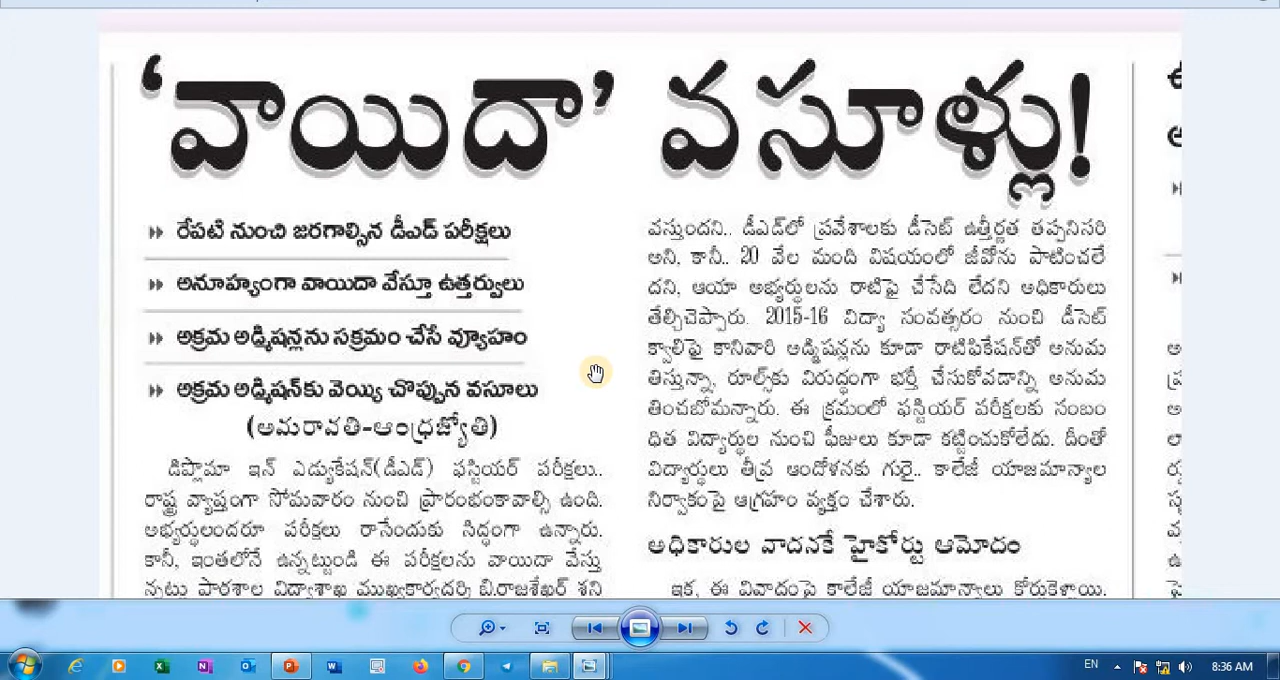 ‘వాయిదా’ వసూళ్లు!
రేపటి నుంచి జరగాల్సిన డీఎడ్ పరీక్షలు
అనూహ్యంగా వాయిదా వేస్తూ ఉత్తర్వులు
అక్రమ అడ్మిషన్లను సక్రమం చేసే వ్యూహం
అక్రమ అడ్మిషన్‌కు వెయ్యి చొప్పున వసూలు
(అమరావతి-ఆంధ్రజ్యోతి)
డిప్లొమా ఇన్ ఎడ్యుకేషన్(డీఎడ్) ఫస్టియర్ పరీక్షలు..
రాష్ట్ర వ్యాప్తంగా సోమవారం నుంచి ప్రారంభంకావాల్సి ఉంది.
అభ్యర్థులందరూ పరీక్షలు రాసేందుకు సిద్ధంగా ఉన్నారు.
కానీ, ఇంతలోనే ఉన్నట్టుండి ఈ పరీక్షలను వాయిదా వేస్తు
న్నట్టు పాఠశాల విద్యాశాఖ ముఖ్యకార్యదర్శి బి.రాజశేఖర్ శని
వస్తుందని.. డీఎడ్‌లో ప్రవేశాలకు డీసెట్ ఉత్తీర్ణత తప్పనిసరి
అని, కానీ.. 20 వేల మంది విషయంలో జీవోను పాటించలే
దని, ఆయా అభ్యర్థులను రాటిఫై చేసేది లేదని అధికారులు
తేల్చిచెప్పారు. 2015-16 విద్యా సంవత్సరం నుంచి డీసెట్
క్వాలిఫై కానివారి ఆడ్మిషన్లను కూడా రాటిఫికేషన్‌తో అనుమ
తిస్తున్నా, రూల్స్‌కు విరుద్ధంగా భర్తీ చేసుకోవడాన్ని అనుమ
తించబోమన్నారు. ఈ క్రమంలో ఫస్టియర్ పరీక్షలకు సంబం
ధిత విద్యార్థుల నుంచి ఫీజులు కూడా కట్టించుకోలేదు. దీంతో
విద్యార్థులు తీవ్ర ఆందోళనకు గురై.. కాలేజీ యాజమాన్యాల
నిర్వాకంపై ఆగ్రహం వ్యక్తం చేశారు.
అధికారుల వాదనకే హైకోర్టు ఆమోదం
ఇక, ఈ వివాదంపై కాలేజీ యాజమాన్యాలు కోర్టుకెళాయి.
EN
8:36 AM